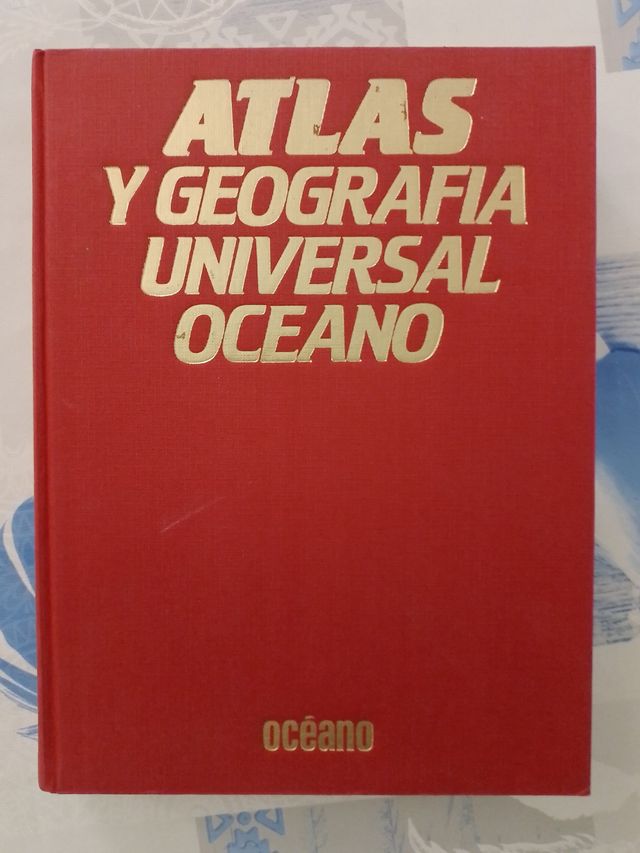 ATLAS
Y GEOGRAFIA
UNIVERSAL
OCEANO
océano